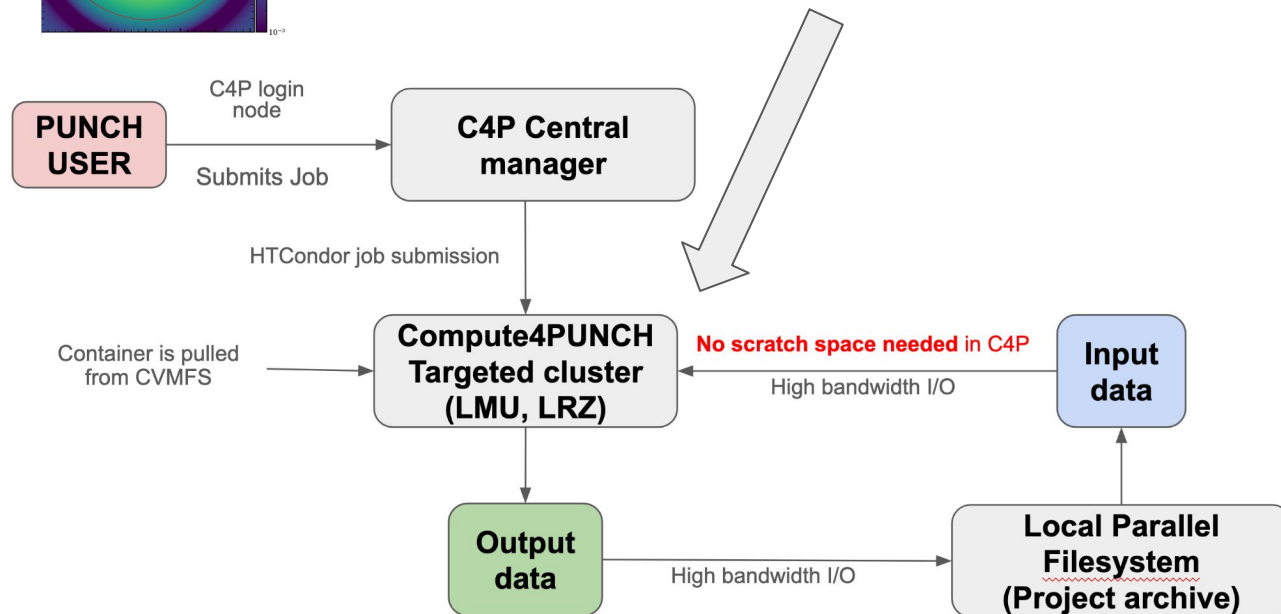 10⁻³
C4P login
node
PUNCH
USER
Submits Job
C4P Central
manager
HTCondor job submission
Container is pulled
from CVMFS
Compute4PUNCH
Targeted cluster
(LMU, LRZ)
No scratch space needed in C4P
High bandwidth I/O
Input
data
Output
data
High bandwidth I/O
Local Parallel
Filesystem
(Project archive)